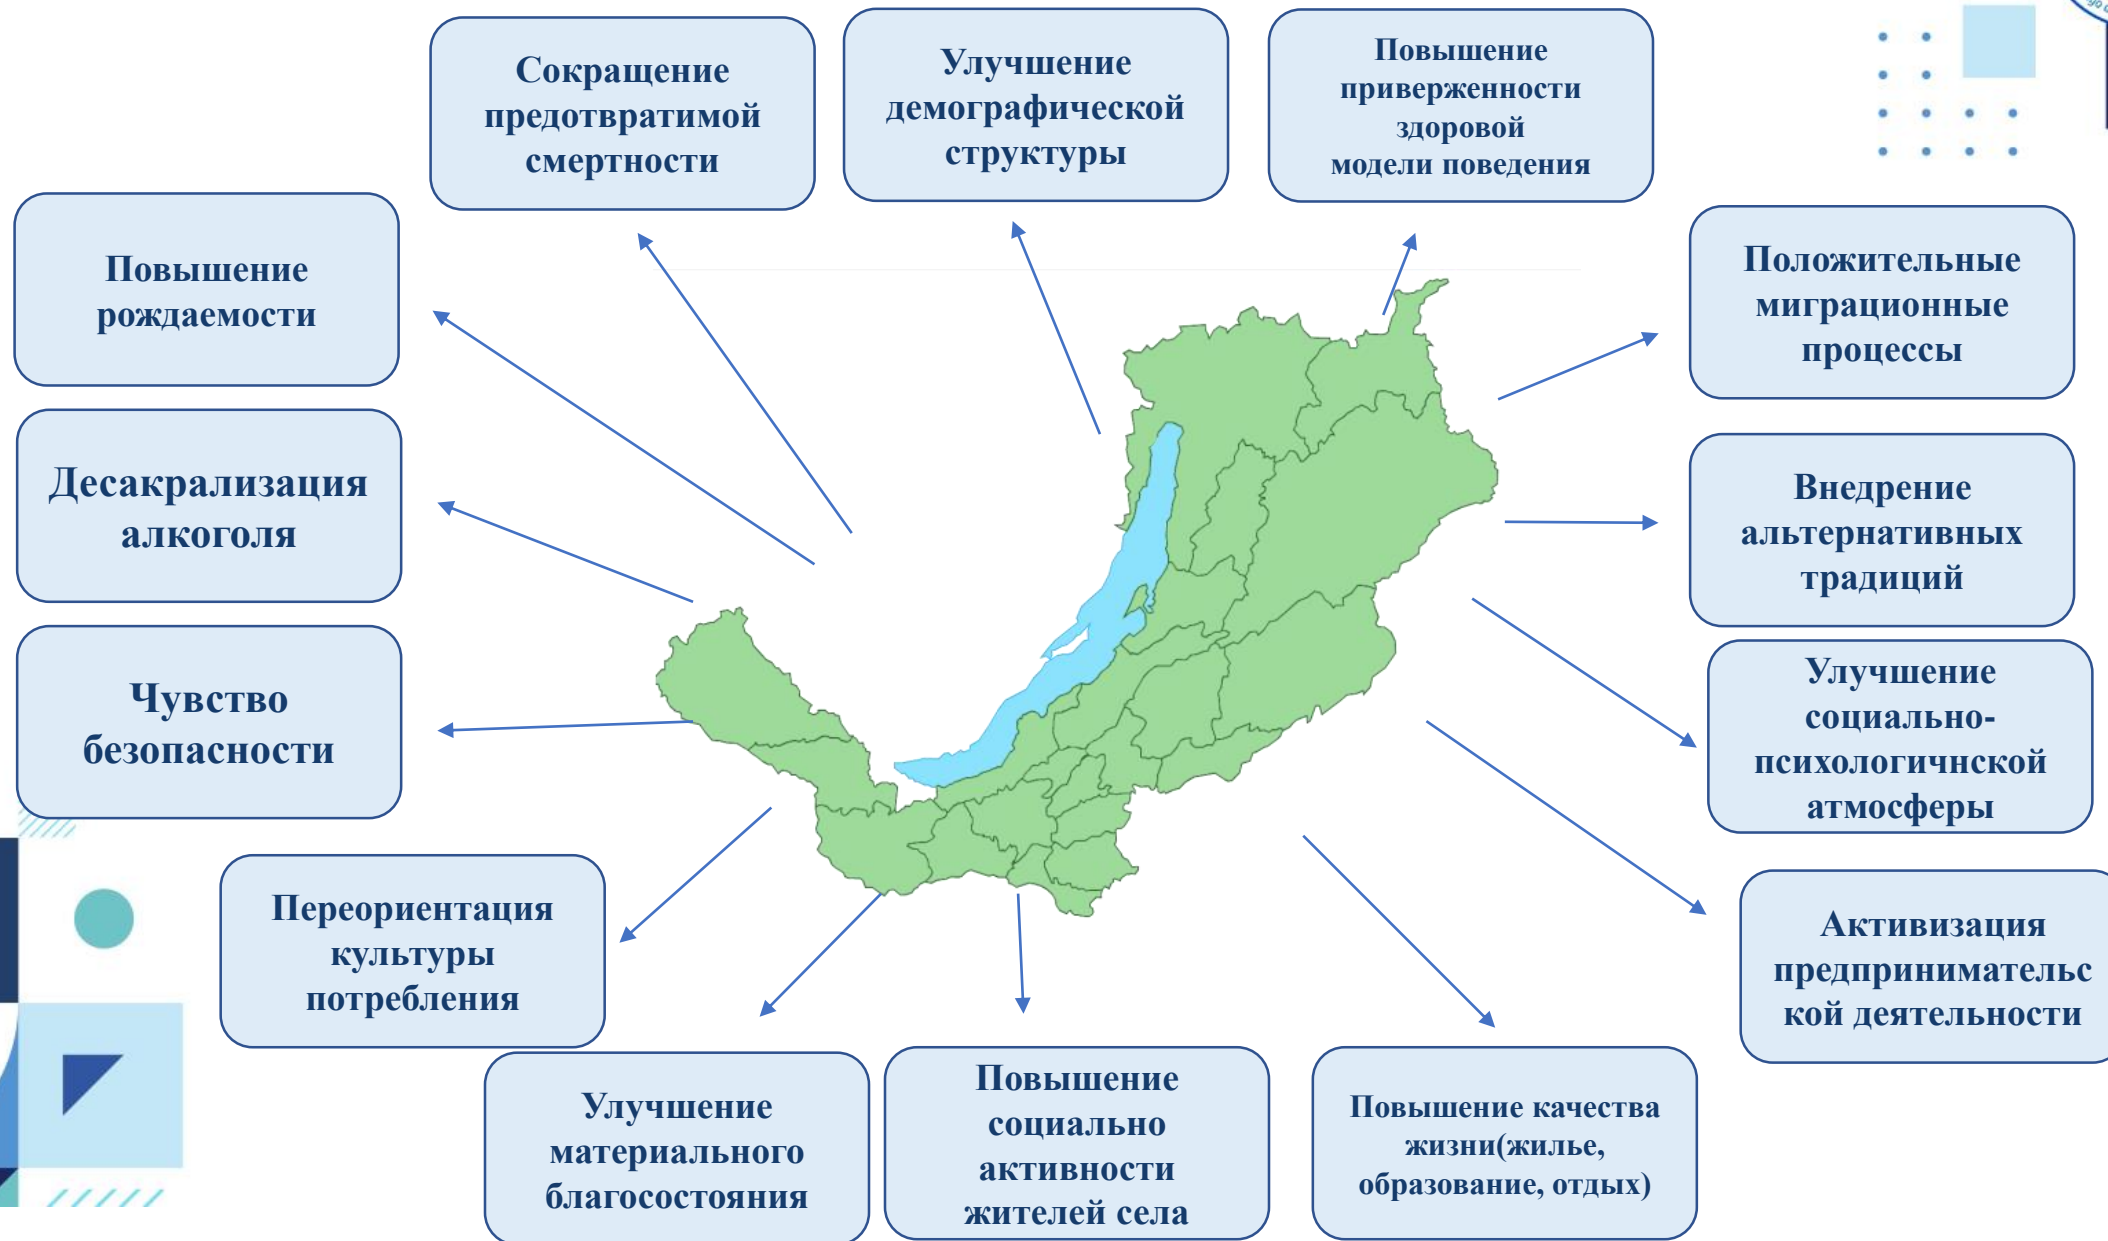 Сокращение
предотвратимой
смертности
Улучшение
демографической
структуры
Повышение
приверженности
здоровой
модели поведения
Повышение
рождаемости
Положительные
миграционные
процессы
Десакрализация
алкоголя
Внедрение
альтернативных
традиций
Чувство
безопасности
Улучшение
социально-
психологичнской
атмосферы
Переориентация
культуры
потребления
Активизация
предпринимательс
кой деятельности
Улучшение
материального
благосостояния
Повышение
социально
активности
жителей села
Повышение качества
жизни(жилье,
образование, отдых)